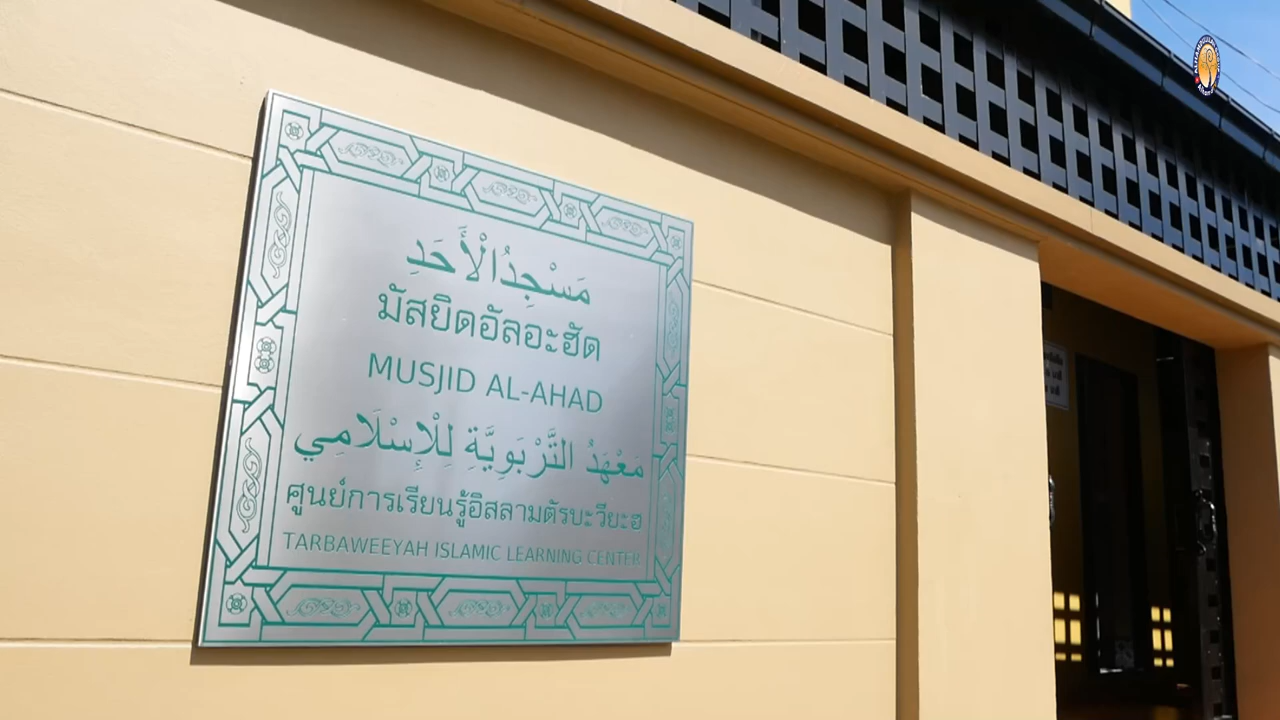 مَسْجِدُ الْأَحَدِ
มัสยิดอัลอะฮัด
MUSJID AL-AHAD
مَعْهَدُ التَّرْبَوِيَّةِ لِلْإِسْلَامِي
ศูนย์การเรียนรู้อิสลามตัรบะวียะฮ
TARBAWEEYAH ISLAMIC LEARNING CENTER